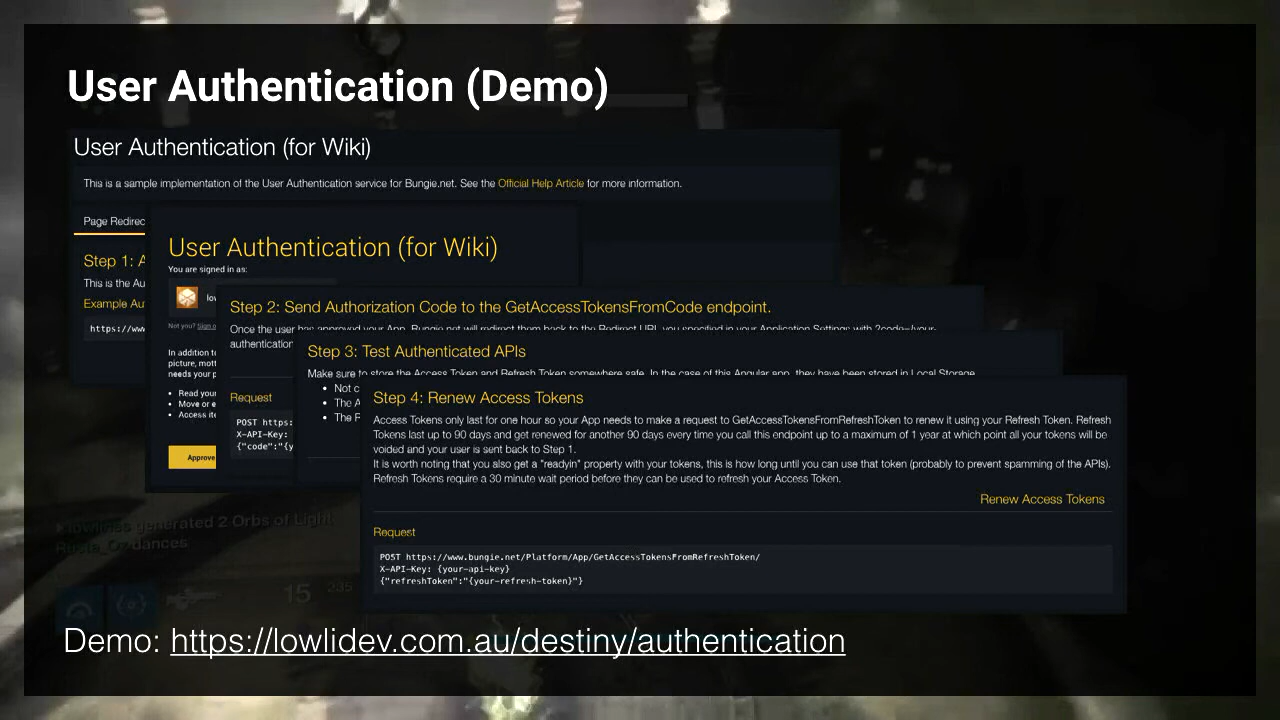 User Authentication (Demo)
User Authentication (for Wiki)
This is a sample implementation of the User Authentication service for Bungie.net. See the Official Help Article for more information.
Page Redirec
Step 1: A
This is the Au
Example Au
https://www
User Authentication (for Wiki)
You are signed in as:
low
Not you? Sign o
In addition to
picture, mott
needs your p
• Read your
• Move or e
• Access ite
Approve
Step 2: Send Authorization Code to the GetAccessTokensFromCode endpoint.
Once the user has approved your App, Bungie.net will redirect them back to the Redirect URL you specified in your Application Settings with ?code=[your-
authentication
Request
POST https:
X-API-Key:
{"code":"{y
Step 3: Test Authenticated APIs
Make sure to store the Access Token and Refresh Token somewhere safe. In the case of this Angular app, they have been stored in Local Storage.
• Not c
• The A
• The R
Step 4: Renew Access Tokens
Access Tokens only last for one hour so your App needs to make a request to GetAccessTokensFromRefreshToken to renew it using your Refresh Token. Refresh
Tokens last up to 90 days and get renewed for another 90 days every time you call this endpoint up to a maximum of 1 year at which point all your tokens will be
voided and your user is sent back to Step 1.
It is worth noting that you also get a "readyin" property with your tokens, this is how long until you can use that token (probably to prevent spamming of the APIs).
Refresh Tokens require a 30 minute wait period before they can be used to refresh your Access Token.
Renew Access Tokens
Request
POST https://www.bungie.net/Platform/App/GetAccessTokensFromRefreshToken/
X-API-Key: {your-api-key}
{"refreshToken":"{your-refresh-token}"}
generated 2 Orbs of Light
dances
15
Demo: https://lowlidev.com.au/destiny/authentication